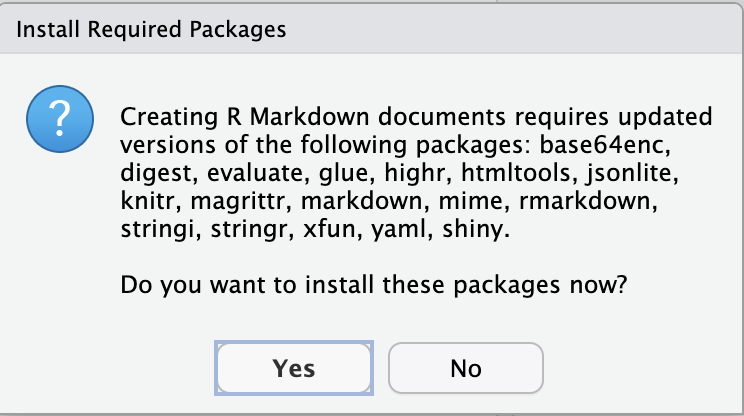 Install Required Packages
?
Creating R Markdown documents requires updated
versions of the following packages: base64enc,
digest, evaluate, glue, highr, htmltools, jsonlite,
knitr, magrittr, markdown, mime, rmarkdown,
stringi, stringr, xfun, yaml, shiny.
Do you want to install these packages now?
Yes No